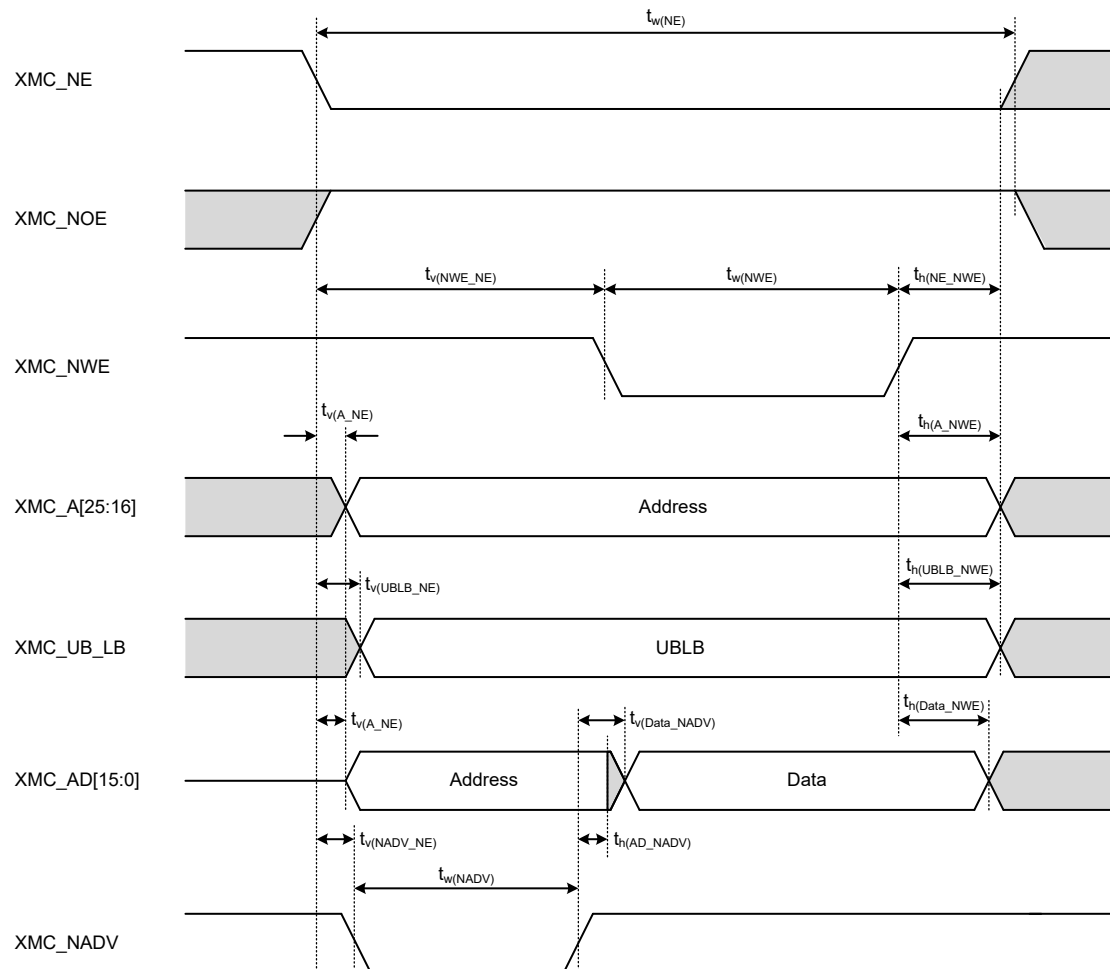 tw(NE)
XMC_NE
XMC_NOE
tv(NWE_NE) tw(NWE) th(NE_NWE)
XMC_NWE
tv(A_NE) th(A_NWE)
XMC_A[25:16] Address
tv(UBLB_NE) th(UBLB_NWE)
XMC_UB_LB UBLB
tv(A_NE) tv(Data_NADV) th(Data_NWE)
XMC_AD[15:0] Address Data
tv(NADV_NE) th(AD_NADV)
tw(NADV)
XMC_NADV